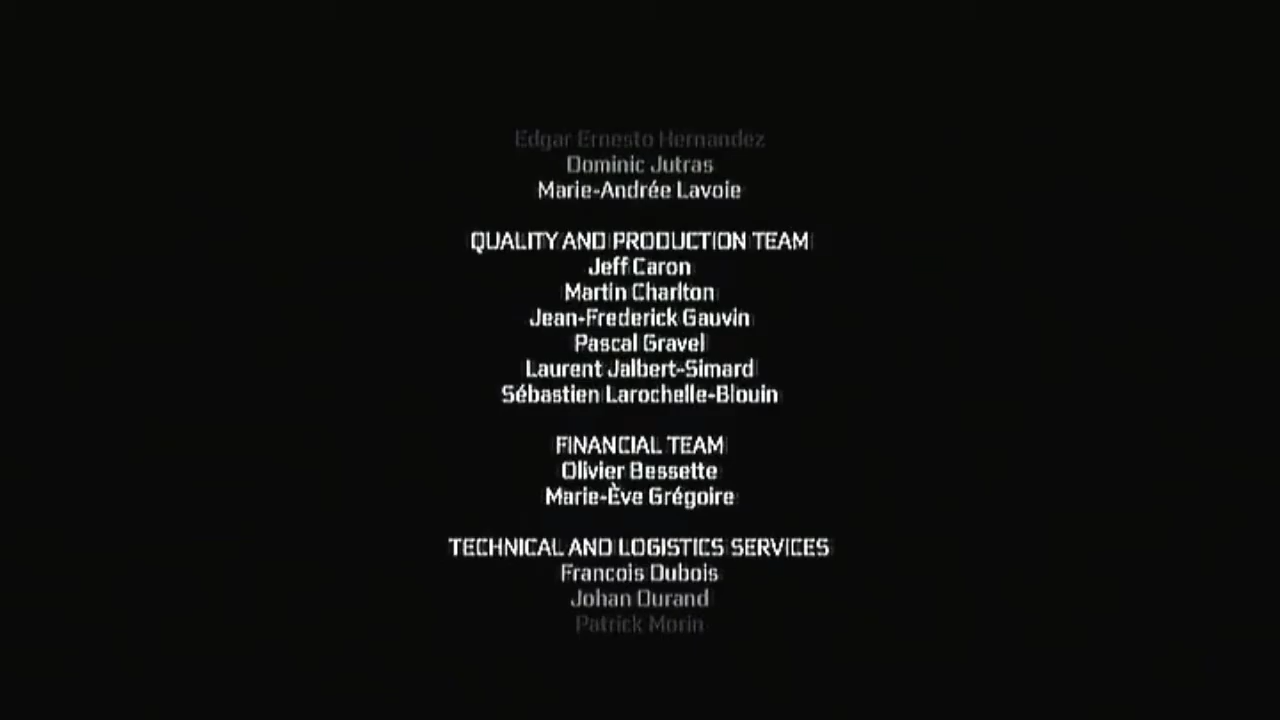 Edgar Ernesto Hernandez
Dominic Jutras
Marie-Andrée Lavoie
QUALITY AND PRODUCTION TEAM
Jeff Caron
Martin Charlton
Jean-Frederick Gauvin
Pascal Gravel
Laurent Jalbert-Simard
Sébastien Larochelle-Blouin
FINANCIAL TEAM
Olivier Bessette
Marie-Ève Grégoire
TECHNICAL AND LOGISTICS SERVICES
Francois Dubois
Johan Durand
Patrick Morin